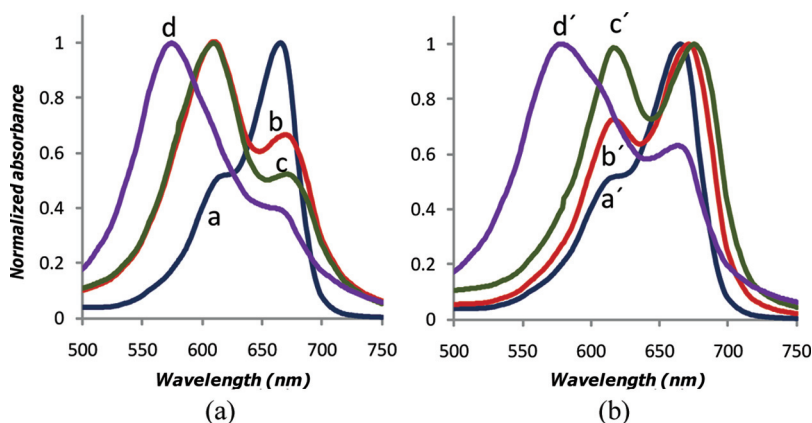 Normalized absorbance
1
0.8
0.6
0.4
0.2
0
500 550 600 650 700 750
Wavelength (nm)
d
b
c
a
(a)
1
0.8
0.6
0.4
0.2
0
500 550 600 650 700 750
Wavelength (nm)
d´
c´
b´
a´
(b)